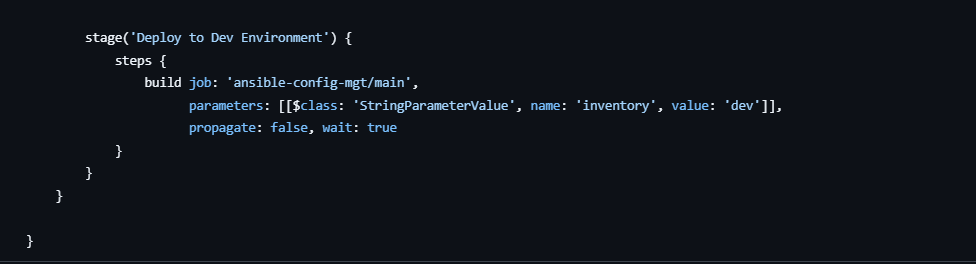 stage('Deploy to Dev Environment') {
steps {
build job: 'ansible-config-mgt/main',
parameters: [[$class: 'StringParameterValue', name: 'inventory', value: 'dev']],
propagate: false, wait: true
}
}
}
}